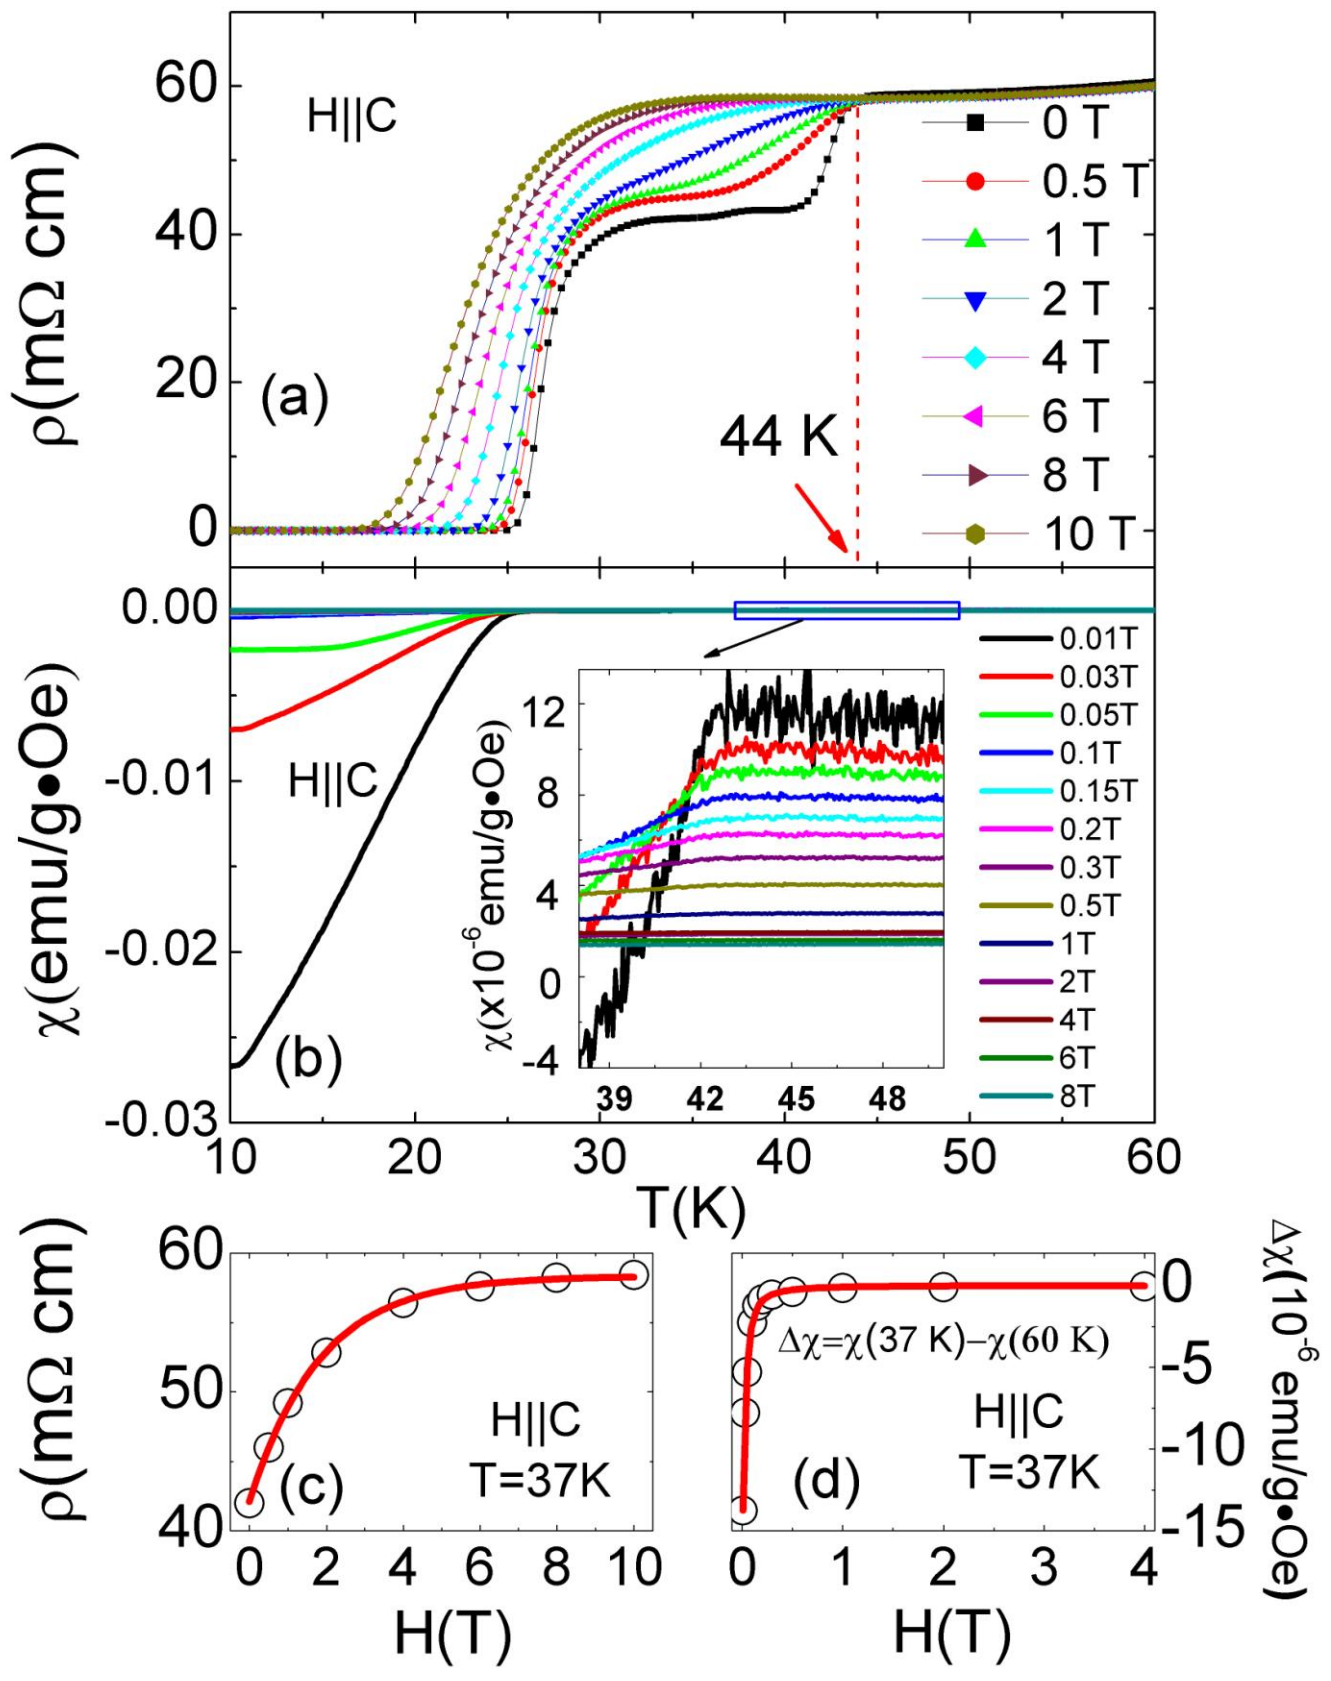 ρ(mΩ cm)
60
40
20
0
H||C
(a)
44 K
0 T
0.5 T
1 T
2 T
4 T
6 T
8 T
10 T
χ(emu/g•Oe)
0.00
-0.01
-0.02
-0.03
H||C
(b)
χ(x10⁻⁶emu/g•Oe)
12
8
4
0
-4
39 42 45 48
0.01T
0.03T
0.05T
0.1T
0.15T
0.2T
0.3T
0.5T
1T
2T
4T
6T
8T
10 20 30 40 50 60
T(K)
ρ(mΩ cm)
60
50
40
H||C
T=37K
(c)
0 2 4 6 8 10
H(T)
Δχ=χ(37 K)−χ(60 K)
H||C
T=37K
(d)
0
-5
-10
-15
Δχ(10⁻⁶ emu/g•Oe)
0 1 2 3 4
H(T)